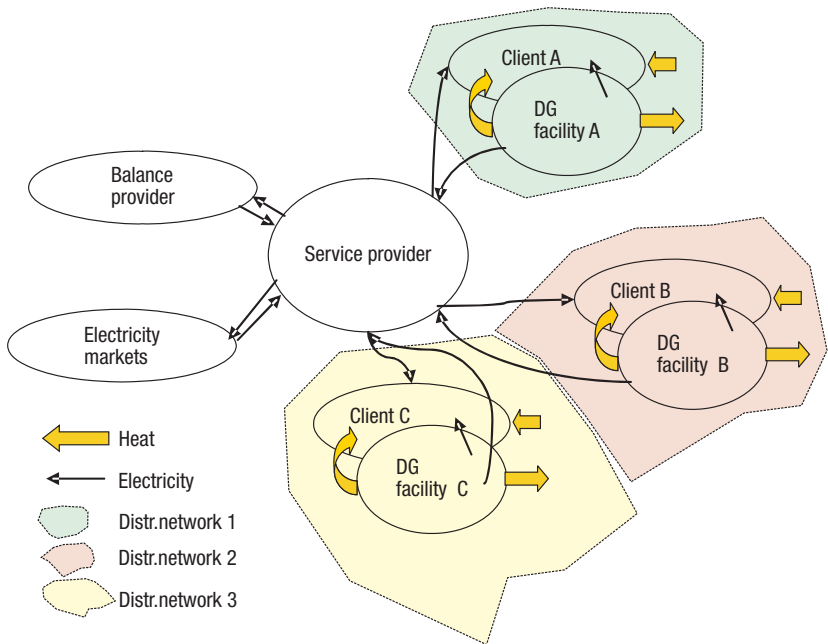 Client A
DG
facility A
Balance
provider
Service provider
Client B
DG
facility B
Electricity
markets
Client C
DG
facility C
Heat
Electricity
Distr.network 1
Distr.network 2
Distr.network 3